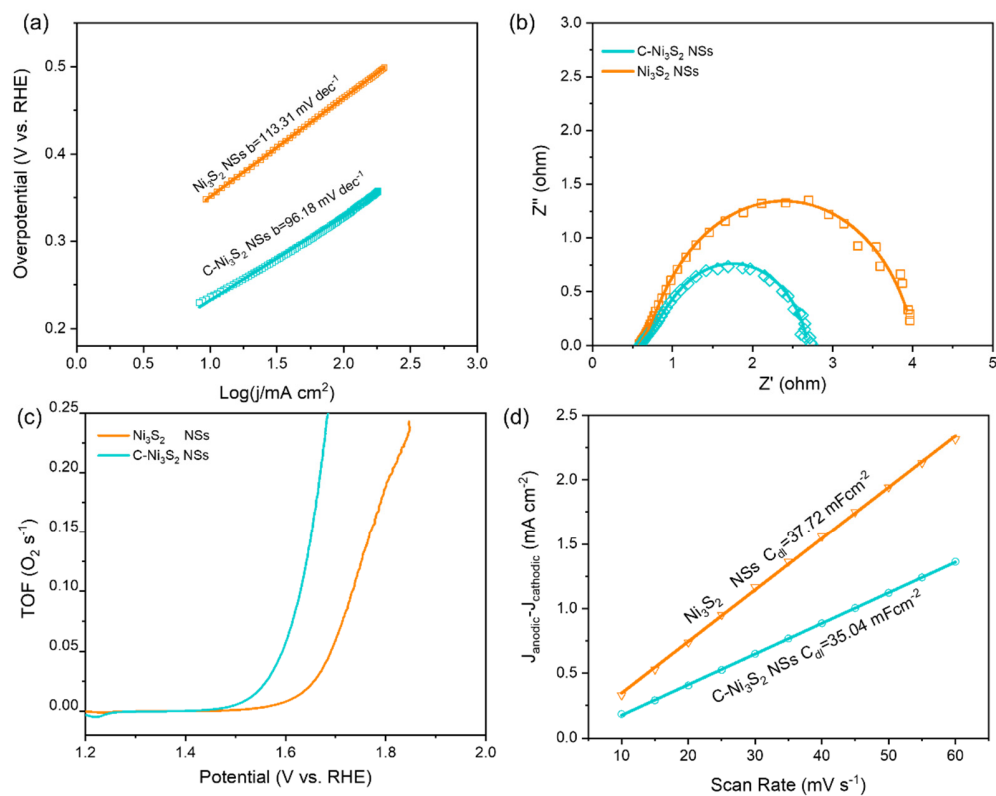 (a)
Overpotential (V vs. RHE)
0.5
0.4
0.3
0.2
Ni₃S₂ NSs b=113.31 mV dec⁻¹
C-Ni₃S₂ NSs b=96.18 mV dec⁻¹
0.0 0.5 1.0 1.5 2.0 2.5 3.0
Log(j/mA cm²)
(b)
Z'' (ohm)
3.0
2.5
2.0
1.5
1.0
0.5
0.0
C-Ni₃S₂ NSs
Ni₃S₂ NSs
0 1 2 3 4 5
Z' (ohm)
(c)
TOF (O₂ s⁻¹)
0.25
0.20
0.15
0.10
0.05
0.00
Ni₃S₂ NSs
C-Ni₃S₂ NSs
1.2 1.4 1.6 1.8 2.0
Potential (V vs. RHE)
(d)
J_anodic-J_cathodic (mA cm⁻²)
2.5
2.0
1.5
1.0
0.5
0.0
Ni₃S₂ NSs C_dl=37.72 mFcm⁻²
C-Ni₃S₂ NSs C_dl=35.04 mFcm⁻²
10 20 30 40 50 60
Scan Rate (mV s⁻¹)